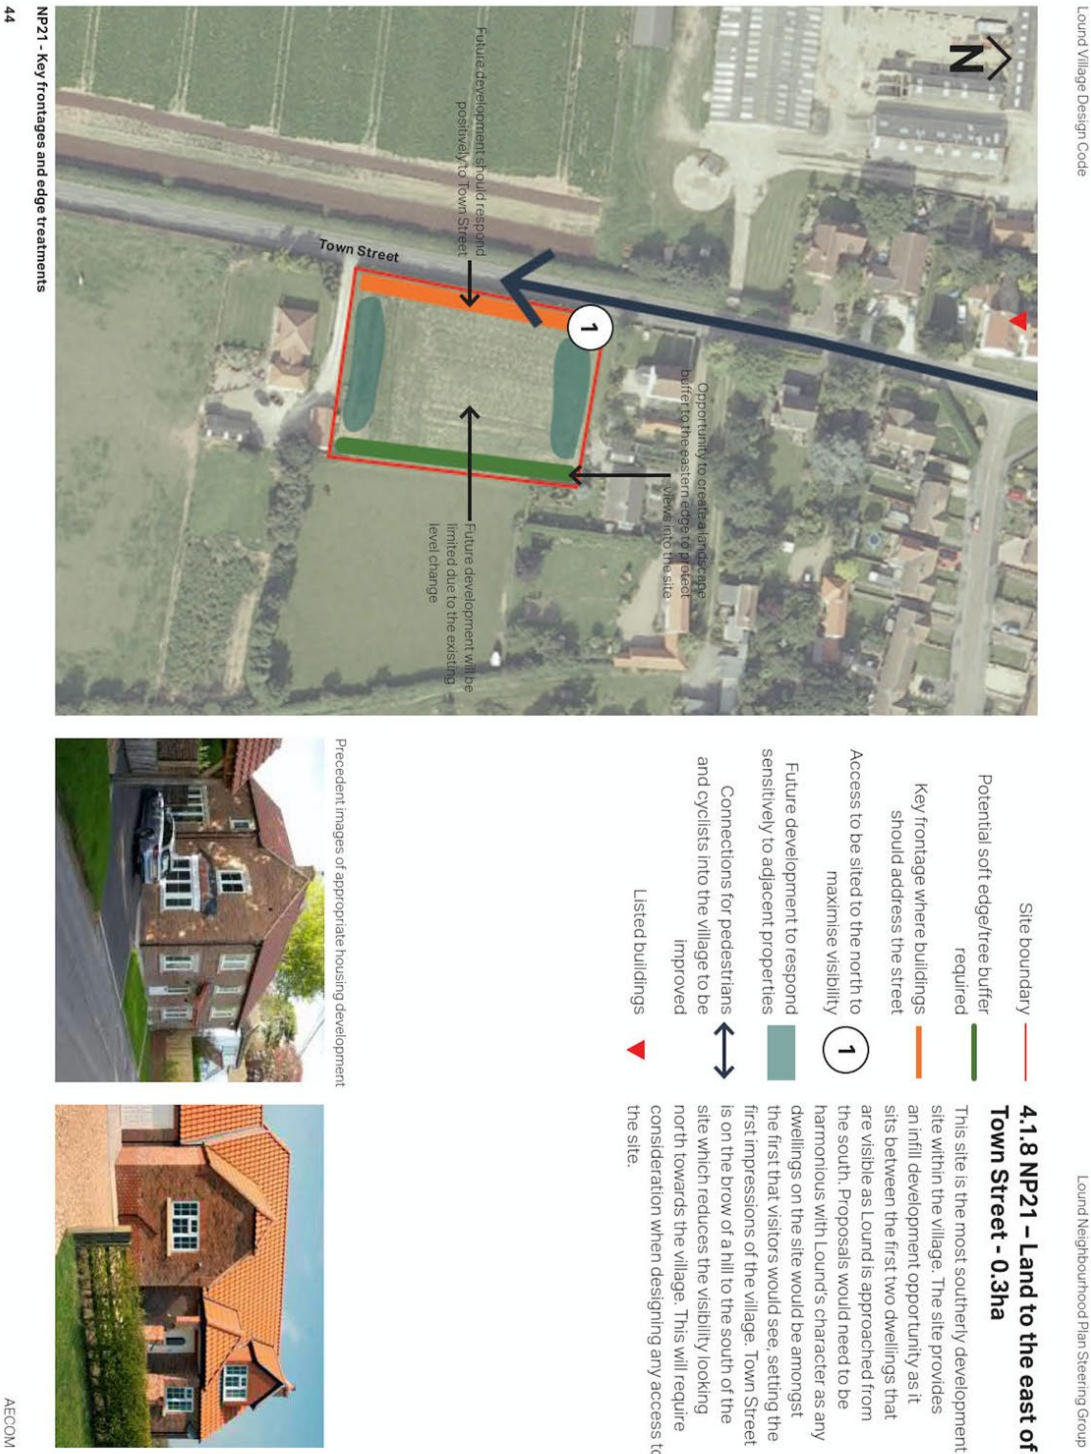 Lound Village Design Code
Lound Neighbourhood Plan Steering Group
N
Future development should respond
positively to Town Street
Town Street
1
Opportunity to create a landscape
buffer to the eastern edge to protect
views into the site
Future development will be
limited due to the existing
level change
NP21 - Key frontages and edge treatments
Site boundary
Potential soft edge/tree buffer
required
Key frontage where buildings
should address the street
Access to be sited to the north to
maximise visibility
1
Future development to respond
sensitively to adjacent properties
Connections for pedestrians
and cyclists into the village to be
improved
Listed buildings
Precedent images of appropriate housing development
4.1.8 NP21 – Land to the east of
Town Street - 0.3ha
This site is the most southerly development
site within the village. The site provides
an infill development opportunity as it
sits between the first two dwellings that
are visible as Lound is approached from
the south. Proposals would need to be
harmonious with Lound's character as any
dwellings on the site would be amongst
the first that visitors would see, setting the
first impressions of the village. Town Street
is on the brow of a hill to the south of the
site which reduces the visibility looking
north towards the village. This will require
consideration when designing any access to
the site.
44
AECOM